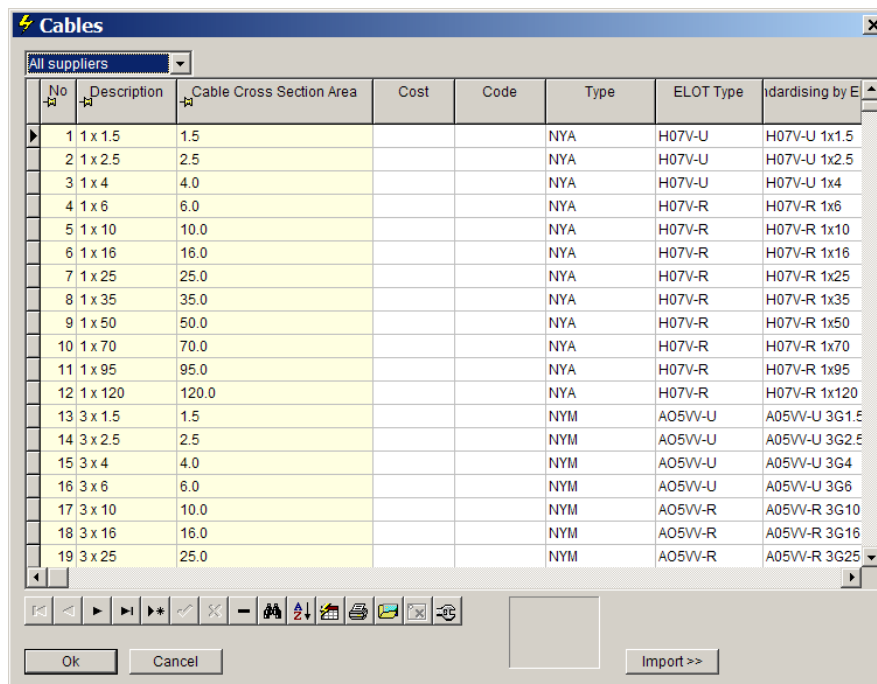 Cables
All suppliers
No Description Cable Cross Section Area Cost Code Type ELOT Type ndardising by E
1 1 x 1.5 1.5 NYA H07V-U H07V-U 1x1.5
2 1 x 2.5 2.5 NYA H07V-U H07V-U 1x2.5
3 1 x 4 4.0 NYA H07V-U H07V-U 1x4
4 1 x 6 6.0 NYA H07V-R H07V-R 1x6
5 1 x 10 10.0 NYA H07V-R H07V-R 1x10
6 1 x 16 16.0 NYA H07V-R H07V-R 1x16
7 1 x 25 25.0 NYA H07V-R H07V-R 1x25
8 1 x 35 35.0 NYA H07V-R H07V-R 1x35
9 1 x 50 50.0 NYA H07V-R H07V-R 1x50
10 1 x 70 70.0 NYA H07V-R H07V-R 1x70
11 1 x 95 95.0 NYA H07V-R H07V-R 1x95
12 1 x 120 120.0 NYA H07V-R H07V-R 1x120
13 3 x 1.5 1.5 NYM AO5VV-U A05VV-U 3G1.5
14 3 x 2.5 2.5 NYM AO5VV-U A05VV-U 3G2.5
15 3 x 4 4.0 NYM AO5VV-U A05VV-U 3G4
16 3 x 6 6.0 NYM AO5VV-U A05VV-U 3G6
17 3 x 10 10.0 NYM AO5VV-R A05VV-R 3G10
18 3 x 16 16.0 NYM AO5VV-R A05VV-R 3G16
19 3 x 25 25.0 NYM AO5VV-R A05VV-R 3G25
Ok Cancel Import >>